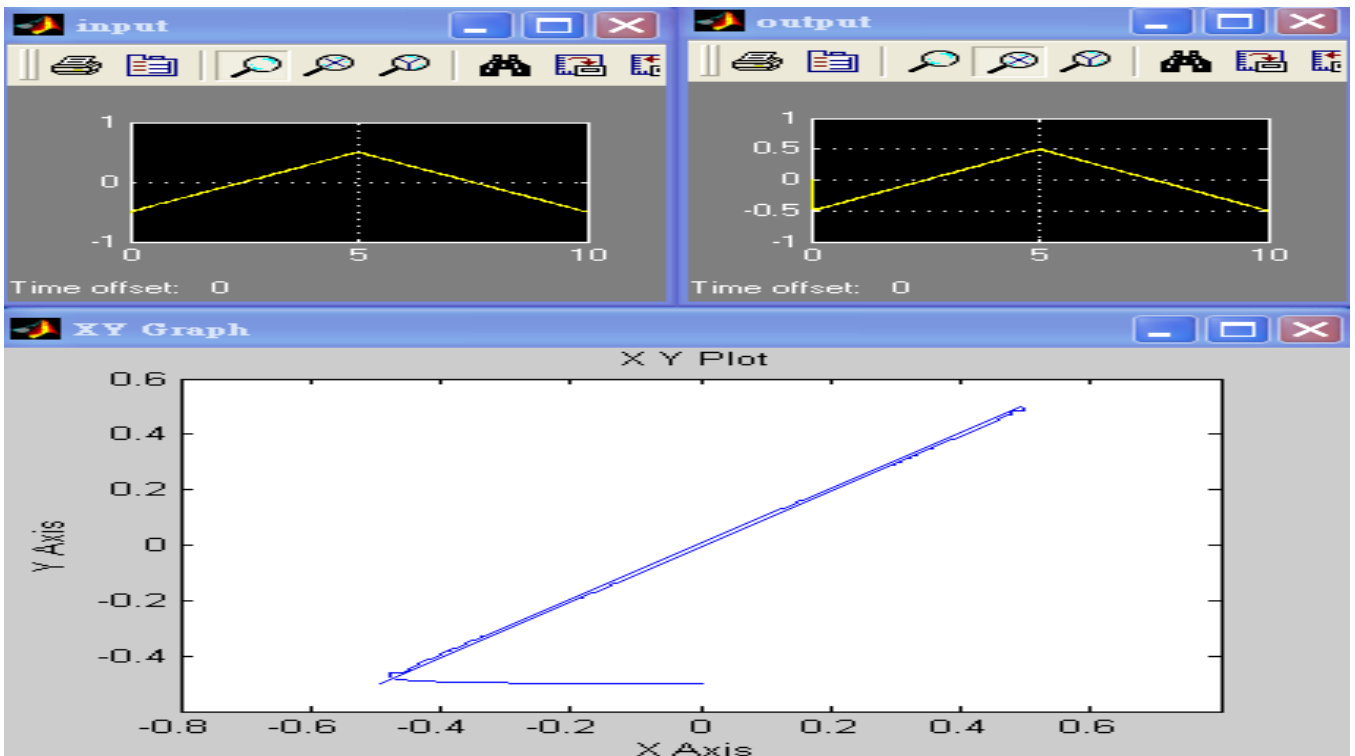 input
1
0
-1
0 5 10
Time offset: 0
output
1
0.5
0
-0.5
-1
0 5 10
Time offset: 0
XY Graph
X Y Plot
0.6
0.4
0.2
0
-0.2
-0.4
Y Axis
-0.8 -0.6 -0.4 -0.2 0 0.2 0.4 0.6
X Axis